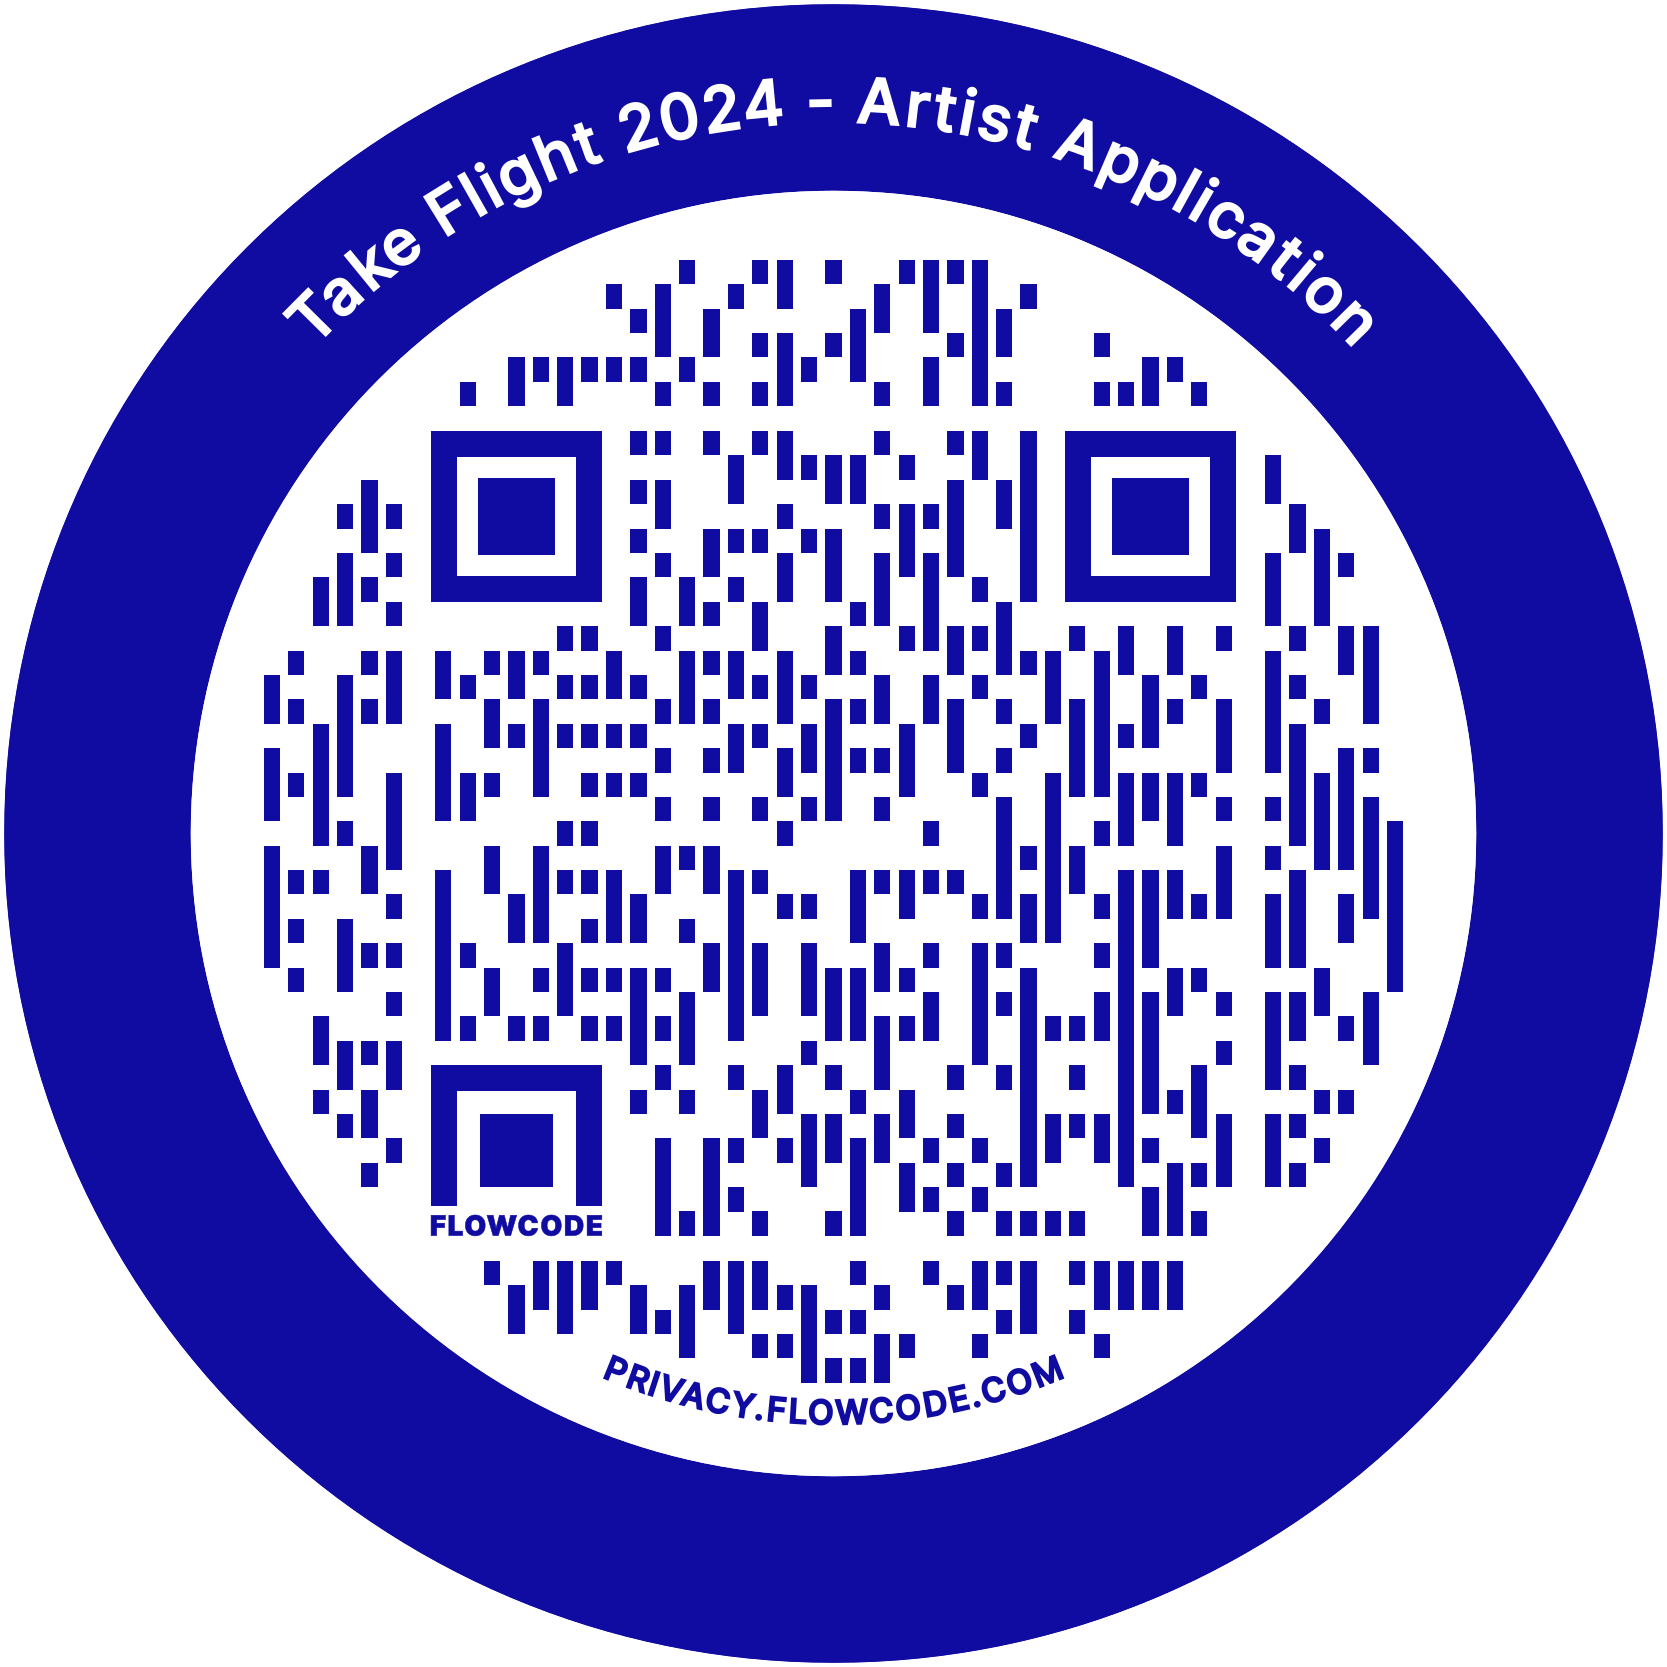 Take Flight 2024 - Artist Application
FLOWCODE
PRIVACY.FLOWCODE.COM